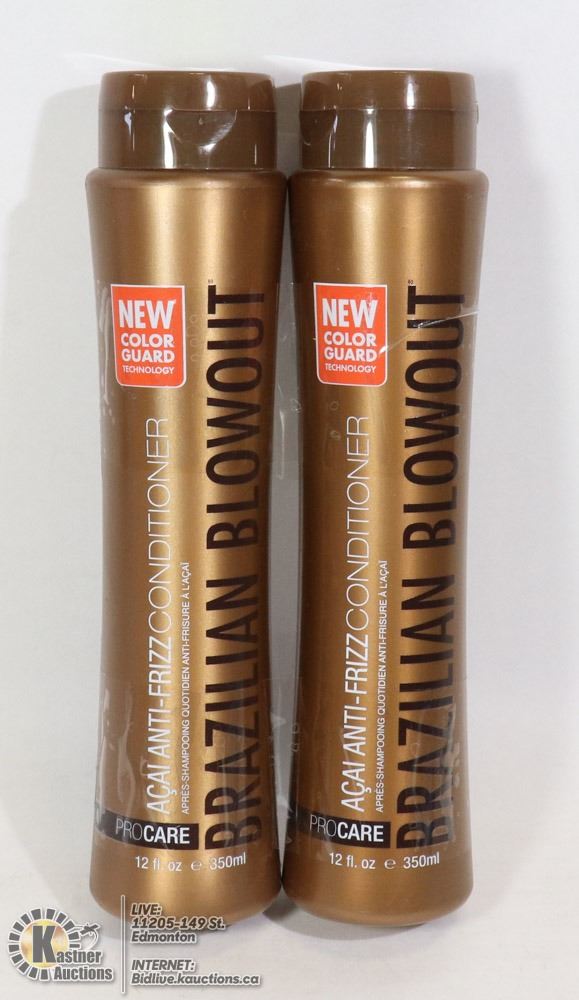 NEW
COLOR
GUARD
TECHNOLOGY
AÇAI ANTI-FRIZZ CONDITIONER
APRÈS-SHAMPOOING QUOTIDIEN ANTI-FRISURE À L'AÇAÏ
BRAZILIAN BLOWOUT
PROCARE
12 fl. oz ℮ 350ml
NEW
COLOR
GUARD
TECHNOLOGY
AÇAI ANTI-FRIZZ CONDITIONER
APRÈS-SHAMPOOING QUOTIDIEN ANTI-FRISURE À L'AÇAÏ
BRAZILIAN BLOWOUT
PROCARE
12 fl. oz ℮ 350ml
Kastner
Auctions
LIVE:
11205-149 St.
Edmonton
INTERNET:
Bidlive.kauctions.ca